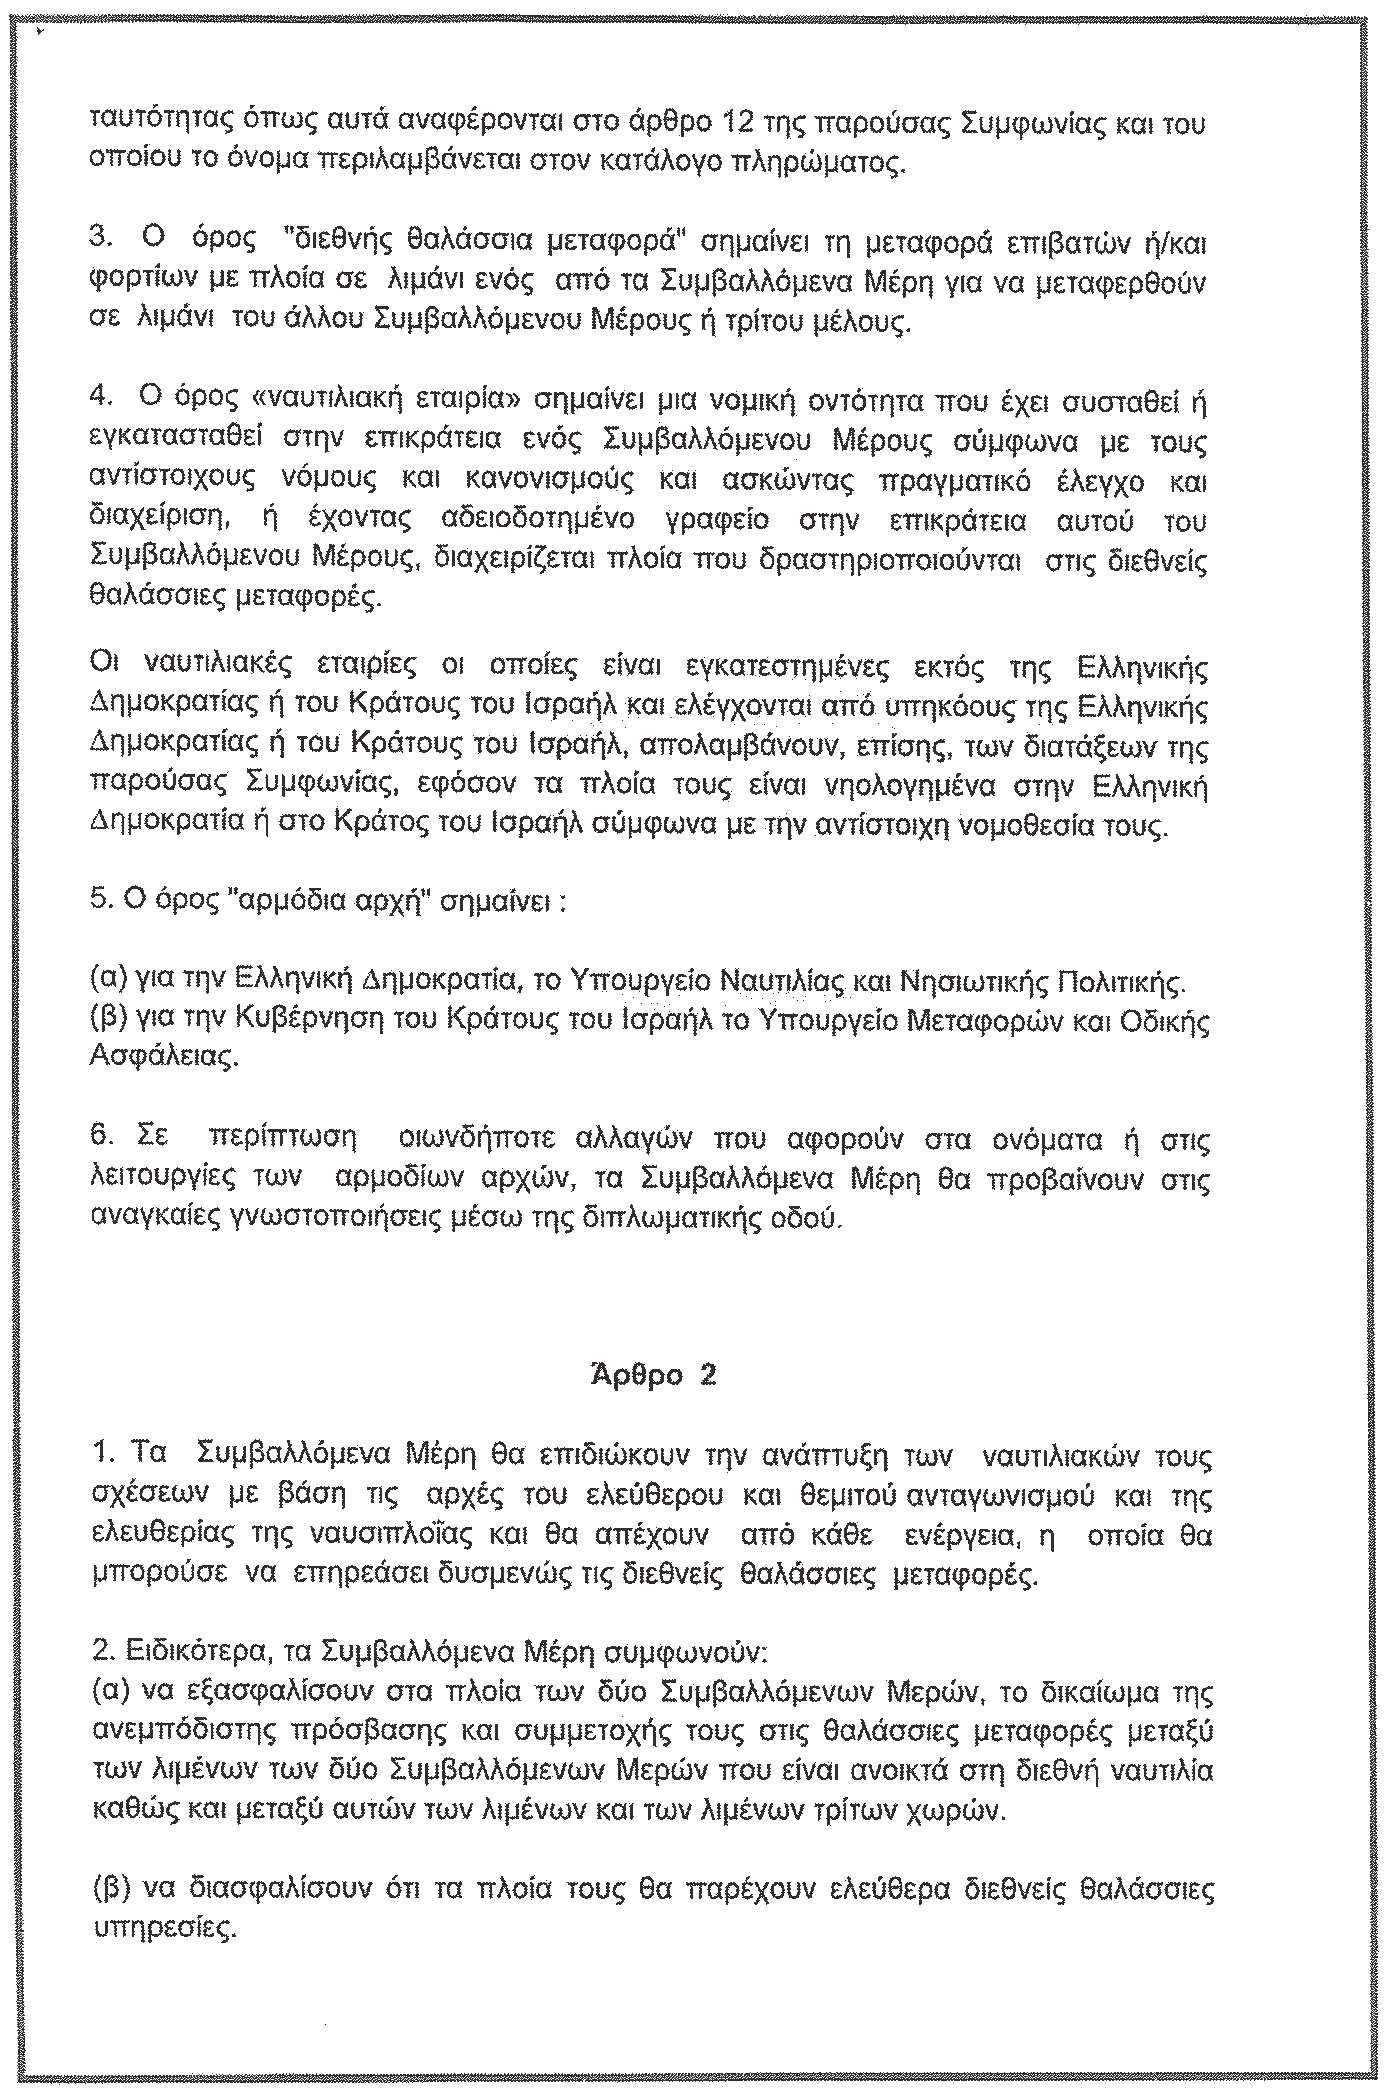 ταυτότητας όπως αυτά αναφέρονται στο άρθρο 12 της παρούσας Συμφωνίας και του
οποίου το όνομα περιλαμβάνεται στον κατάλογο πληρώματος.
3. Ο όρος "διεθνής θαλάσσια μεταφορά" σημαίνει τη μεταφορά επιβατών ή/και
φορτίων με πλοία σε λιμάνι ενός από τα Συμβαλλόμενα Μέρη για να μεταφερθούν
σε λιμάνι του άλλου Συμβαλλόμενου Μέρους ή τρίτου μέλους.
4. Ο όρος «ναυτιλιακή εταιρία» σημαίνει μια νομική οντότητα που έχει συσταθεί ή
εγκατασταθεί στην επικράτεια ενός Συμβαλλόμενου Μέρους σύμφωνα με τους
αντίστοιχους νόμους και κανονισμούς και ασκώντας πραγματικό έλεγχο και
διαχείριση, ή έχοντας αδειοδοτημένο γραφείο στην επικράτεια αυτού του
Συμβαλλόμενου Μέρους, διαχειρίζεται πλοία που δραστηριοποιούνται στις διεθνείς
θαλάσσιες μεταφορές.
Οι ναυτιλιακές εταιρίες οι οποίες είναι εγκατεστημένες εκτός της Ελληνικής
Δημοκρατίας ή του Κράτους του Ισραήλ και ελέγχονται από υπηκόους της Ελληνικής
Δημοκρατίας ή του Κράτους του Ισραήλ, απολαμβάνουν, επίσης, των διατάξεων της
παρούσας Συμφωνίας, εφόσον τα πλοία τους είναι νηολογημένα στην Ελληνική
Δημοκρατία ή στο Κράτος του Ισραήλ σύμφωνα με την αντίστοιχη νομοθεσία τους.
5. Ο όρος "αρμόδια αρχή" σημαίνει :
(α) για την Ελληνική Δημοκρατία, το Υπουργείο Ναυτιλίας και Νησιωτικής Πολιτικής.
(β) για την Κυβέρνηση του Κράτους του Ισραήλ το Υπουργείο Μεταφορών και Οδικής
Ασφάλειας.
6. Σε περίπτωση οιωνδήποτε αλλαγών που αφορούν στα ονόματα ή στις
λειτουργίες των αρμοδίων αρχών, τα Συμβαλλόμενα Μέρη θα προβαίνουν στις
αναγκαίες γνωστοποιήσεις μέσω της διπλωματικής οδού.
Άρθρο 2
1. Τα Συμβαλλόμενα Μέρη θα επιδιώκουν την ανάπτυξη των ναυτιλιακών τους
σχέσεων με βάση τις αρχές του ελεύθερου και θεμιτού ανταγωνισμού και της
ελευθερίας της ναυσιπλοΐας και θα απέχουν από κάθε ενέργεια, η οποία θα
μπορούσε να επηρεάσει δυσμενώς τις διεθνείς θαλάσσιες μεταφορές.
2. Ειδικότερα, τα Συμβαλλόμενα Μέρη συμφωνούν:
(α) να εξασφαλίσουν στα πλοία των δύο Συμβαλλόμενων Μερών, το δικαίωμα της
ανεμπόδιστης πρόσβασης και συμμετοχής τους στις θαλάσσιες μεταφορές μεταξύ
των λιμένων των δύο Συμβαλλόμενων Μερών που είναι ανοικτά στη διεθνή ναυτιλία
καθώς και μεταξύ αυτών των λιμένων και των λιμένων τρίτων χωρών.
(β) να διασφαλίσουν ότι τα πλοία τους θα παρέχουν ελεύθερα διεθνείς θαλάσσιες
υπηρεσίες.